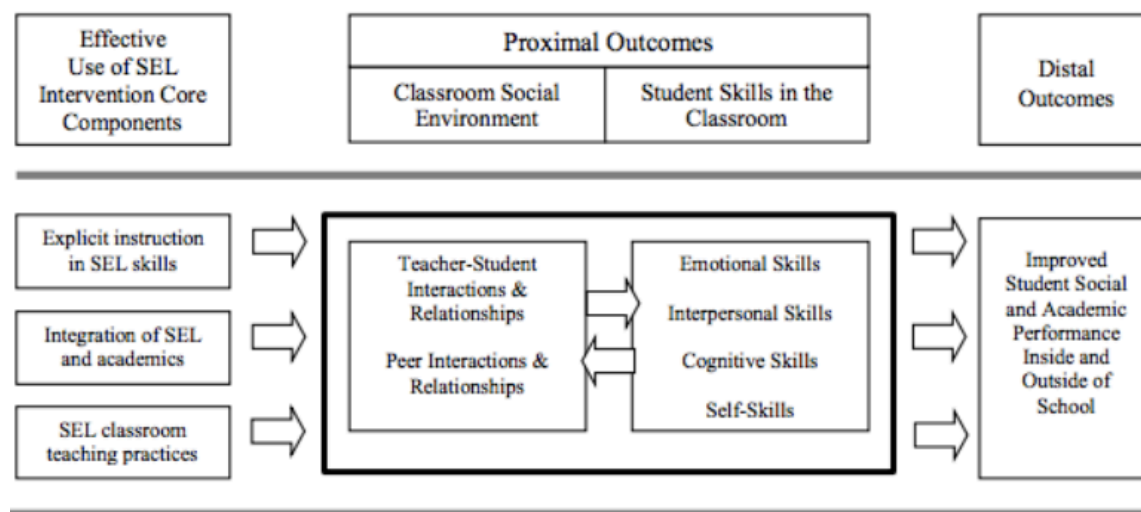 Effective
Use of SEL
Intervention Core
Components
Proximal Outcomes
Classroom Social
Environment
Student Skills in the
Classroom
Distal
Outcomes
Explicit instruction
in SEL skills
Integration of SEL
and academics
SEL classroom
teaching practices
Teacher-Student
Interactions &
Relationships
Peer Interactions &
Relationships
Emotional Skills
Interpersonal Skills
Cognitive Skills
Self-Skills
Improved
Student Social
and Academic
Performance
Inside and
Outside of
School